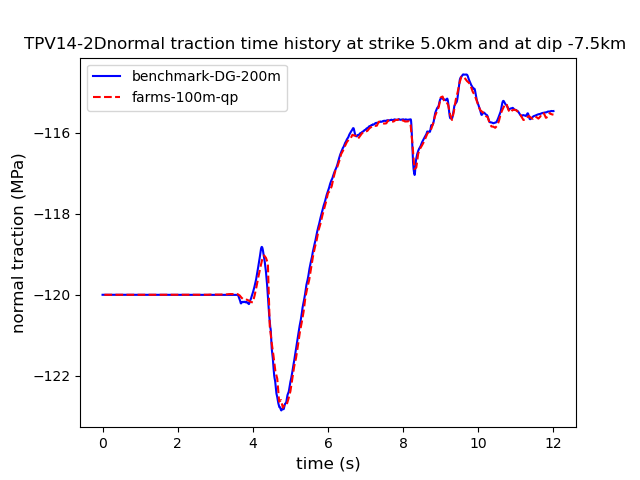 TPV14-2Dnormal traction time history at strike 5.0km and at dip -7.5km
benchmark-DG-200m
farms-100m-qp
−116
−118
−120
−122
normal traction (MPa)
0 2 4 6 8 10 12
time (s)